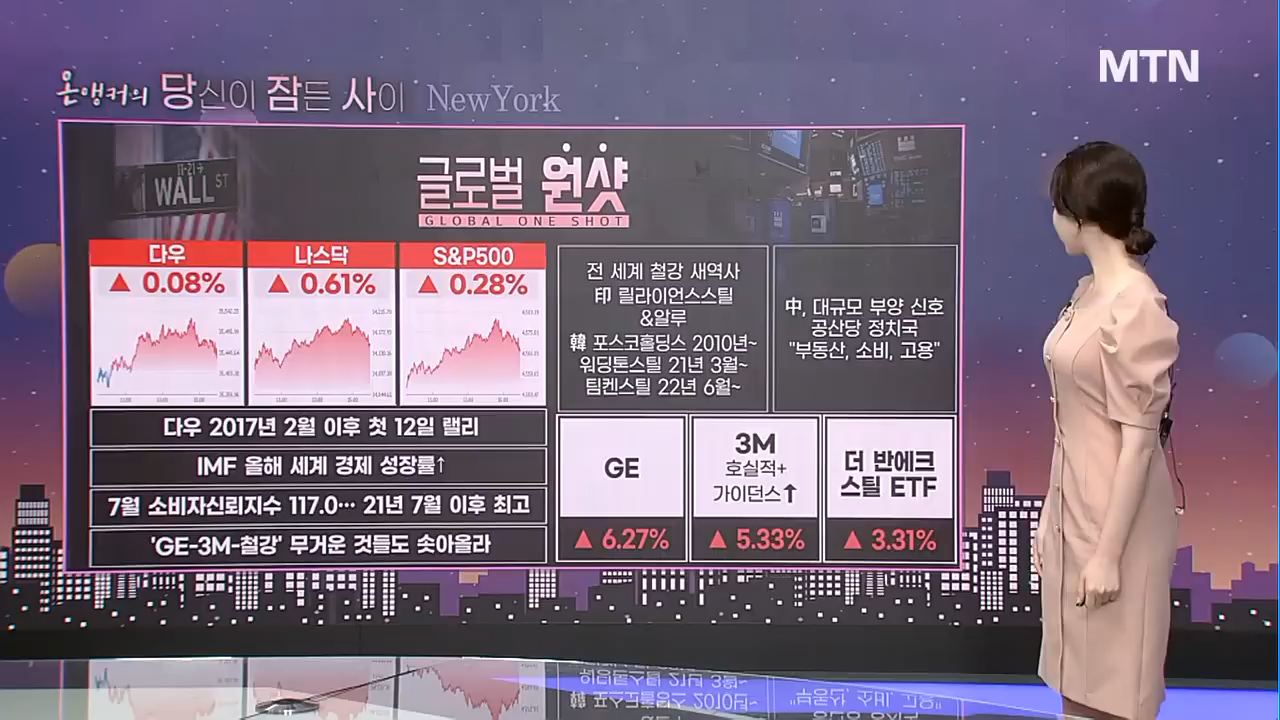 온앵커의 당신이 잠든 사이 NewYork
MTN
11-21→
WALL ST
글로벌 원샷
GLOBAL ONE SHOT
다우
▲ 0.08%
나스닥
▲ 0.61%
S&P500
▲ 0.28%
전 세계 철강 새역사
印 릴라이언스스틸
&알루
韓 포스코홀딩스 2010년~
워딩톤스틸 21년 3월~
팀켄스틸 22년 6월~
中, 대규모 부양 신호
공산당 정치국
"부동산, 소비, 고용"
다우 2017년 2월 이후 첫 12일 랠리
IMF 올해 세계 경제 성장률↑
7월 소비자신뢰지수 117.0… 21년 7월 이후 최고
'GE-3M-철강' 무거운 것들도 솟아올라
GE
▲ 6.27%
3M
호실적+
가이던스↑
▲ 5.33%
더 반에크
스틸 ETF
▲ 3.31%